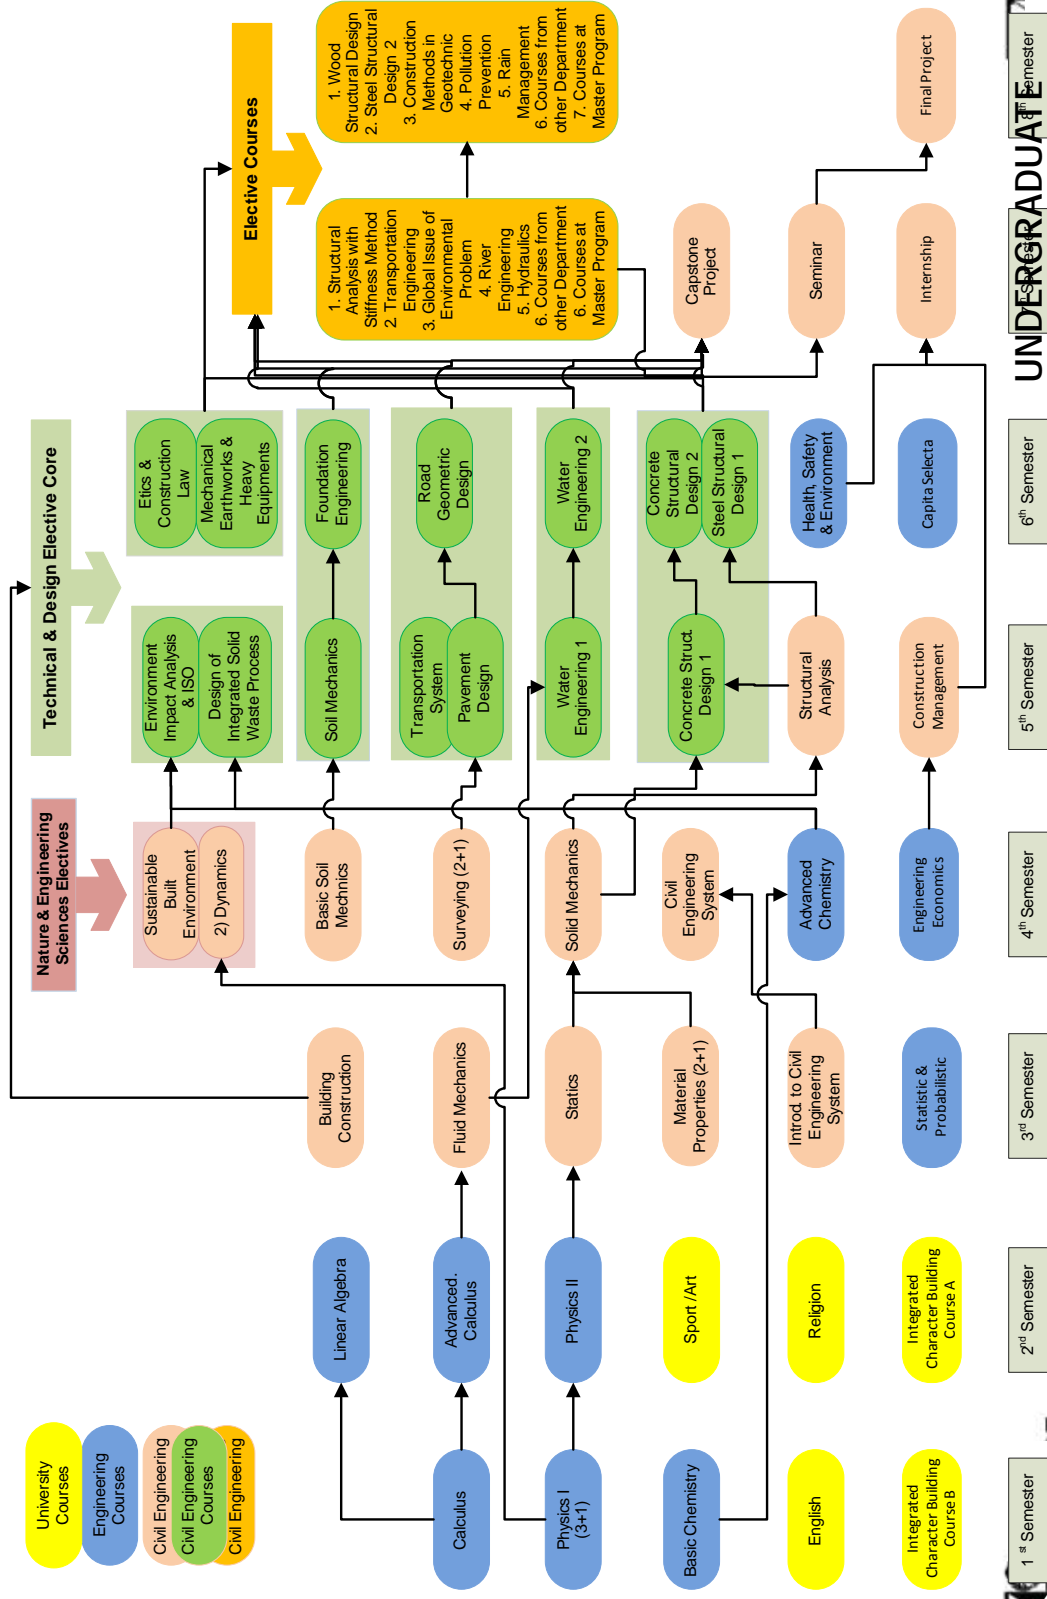 University
Courses
Engineering
Courses
Civil Engineering
Civil Engineering
Courses
Civil Engineering
Nature & Engineering
Sciences Electives
Technical & Design Elective Core
Elective Courses
Sustainable
Built
Environment
2) Dynamics
Environment
Impact Analysis
& ISO
Design of
Integrated Solid
Waste Process
Etics &
Construction
Law
Mechanical
Earthworks &
Heavy
Equipments
Linear Algebra
Building
Construction
Basic Soil
Mechnics
Soil Mechanics
Foundation
Engineering
1. Structural
Analysis with
Stiffness Method
2 Transportation
Engineering
3. Global Issue of
Environmental
Problem
4. River
Engineering
5. Hydraulics
6. Courses from
other Department
6. Courses at
Master Program
1. Wood
Structural Design
2. Steel Structural
Design 2
3. Construction
Methods in
Geotechnic
4. Pollution
Prevention
5. Rain
Management
6. Courses from
other Department
7. Courses at
Master Program
Calculus
Advanced.
Calculus
Fluid Mechanics
Surveying (2+1)
Transportation
System
Pavement
Design
Road
Geometric
Design
Physics I
(3+1)
Physics II
Statics
Solid Mechanics
Water
Engineering 1
Water
Engineering 2
Basic Chemistry
Sport /Art
Material
Properties (2+1)
Civil
Engineering
System
Concrete Struct.
Design 1
Concrete
Structural
Design 2
Steel Structural
Design 1
Capstone
Project
English
Religion
Introd. to Civil
Engineering
System
Advanced
Chemistry
Structural
Analysis
Health, Safety
& Environment
Seminar
Integrated
Character Building
Course B
Integrated
Character Building
Course A
Statistic &
Probabilistic
Engineering
Economics
Construction
Management
Capita Selecta
Internship
Final Project
1 st Semester
2nd Semester
3rd Semester
4th Semester
5th Semester
6th Semester
7th Semester
8th Semester
UNDERGRADUATE